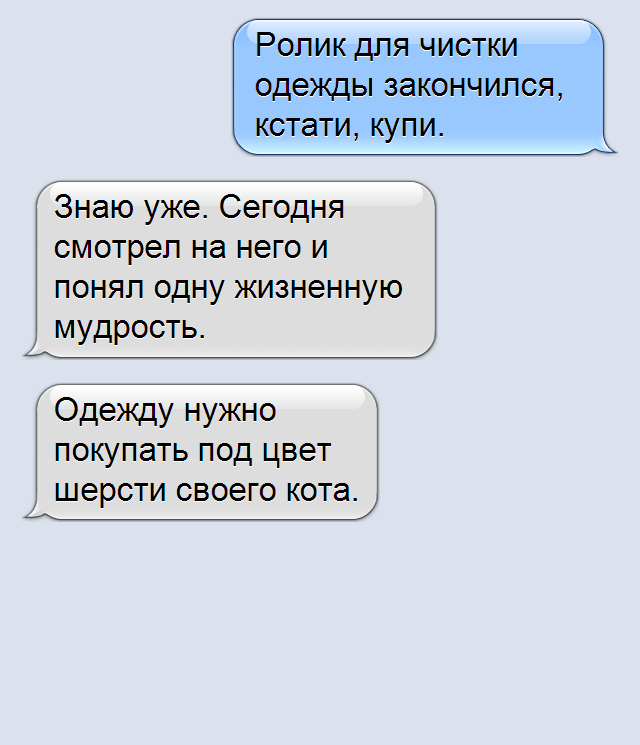 Ролик для чистки
одежды закончился,
кстати, купи.
Знаю уже. Сегодня
смотрел на него и
понял одну жизненную
мудрость.
Одежду нужно
покупать под цвет
шерсти своего кота.